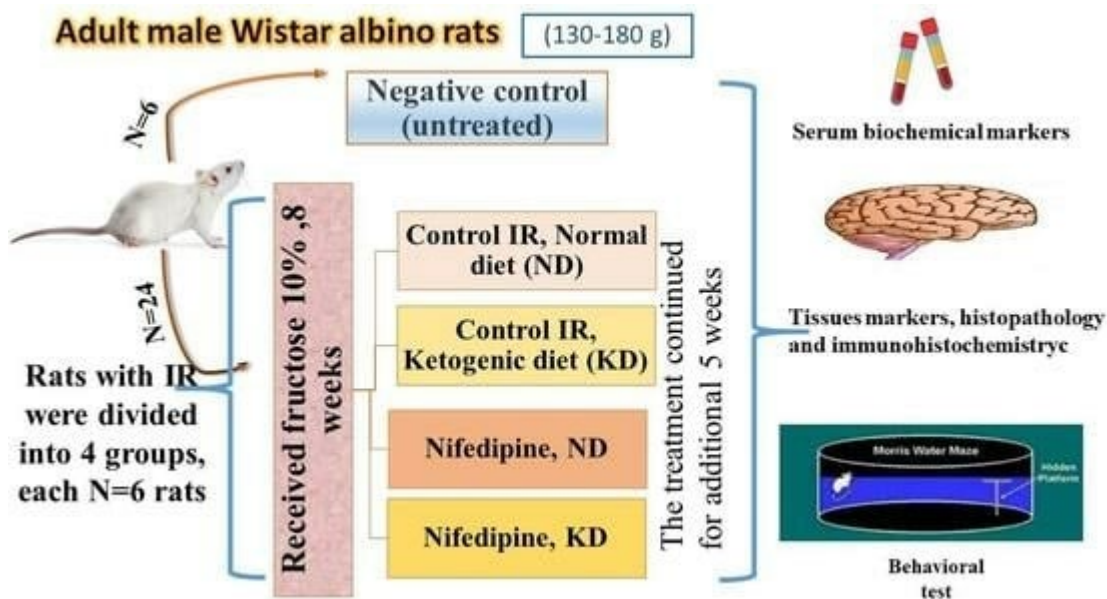 Adult male Wistar albino rats
(130-180 g)
N=6
Negative control
(untreated)
N=24
Rats with IR
were divided
into 4 groups,
each N=6 rats
Received fructose 10% ,8
weeks
Control IR, Normal
diet (ND)
Control IR,
Ketogenic diet (KD)
Nifedipine, ND
Nifedipine, KD
The treatment continued
for additional 5 weeks
Serum biochemical markers
Tissues markers, histopathology
and immunohistochemistryc
Morris Water Maze
Hidden
Platform
Behavioral
test